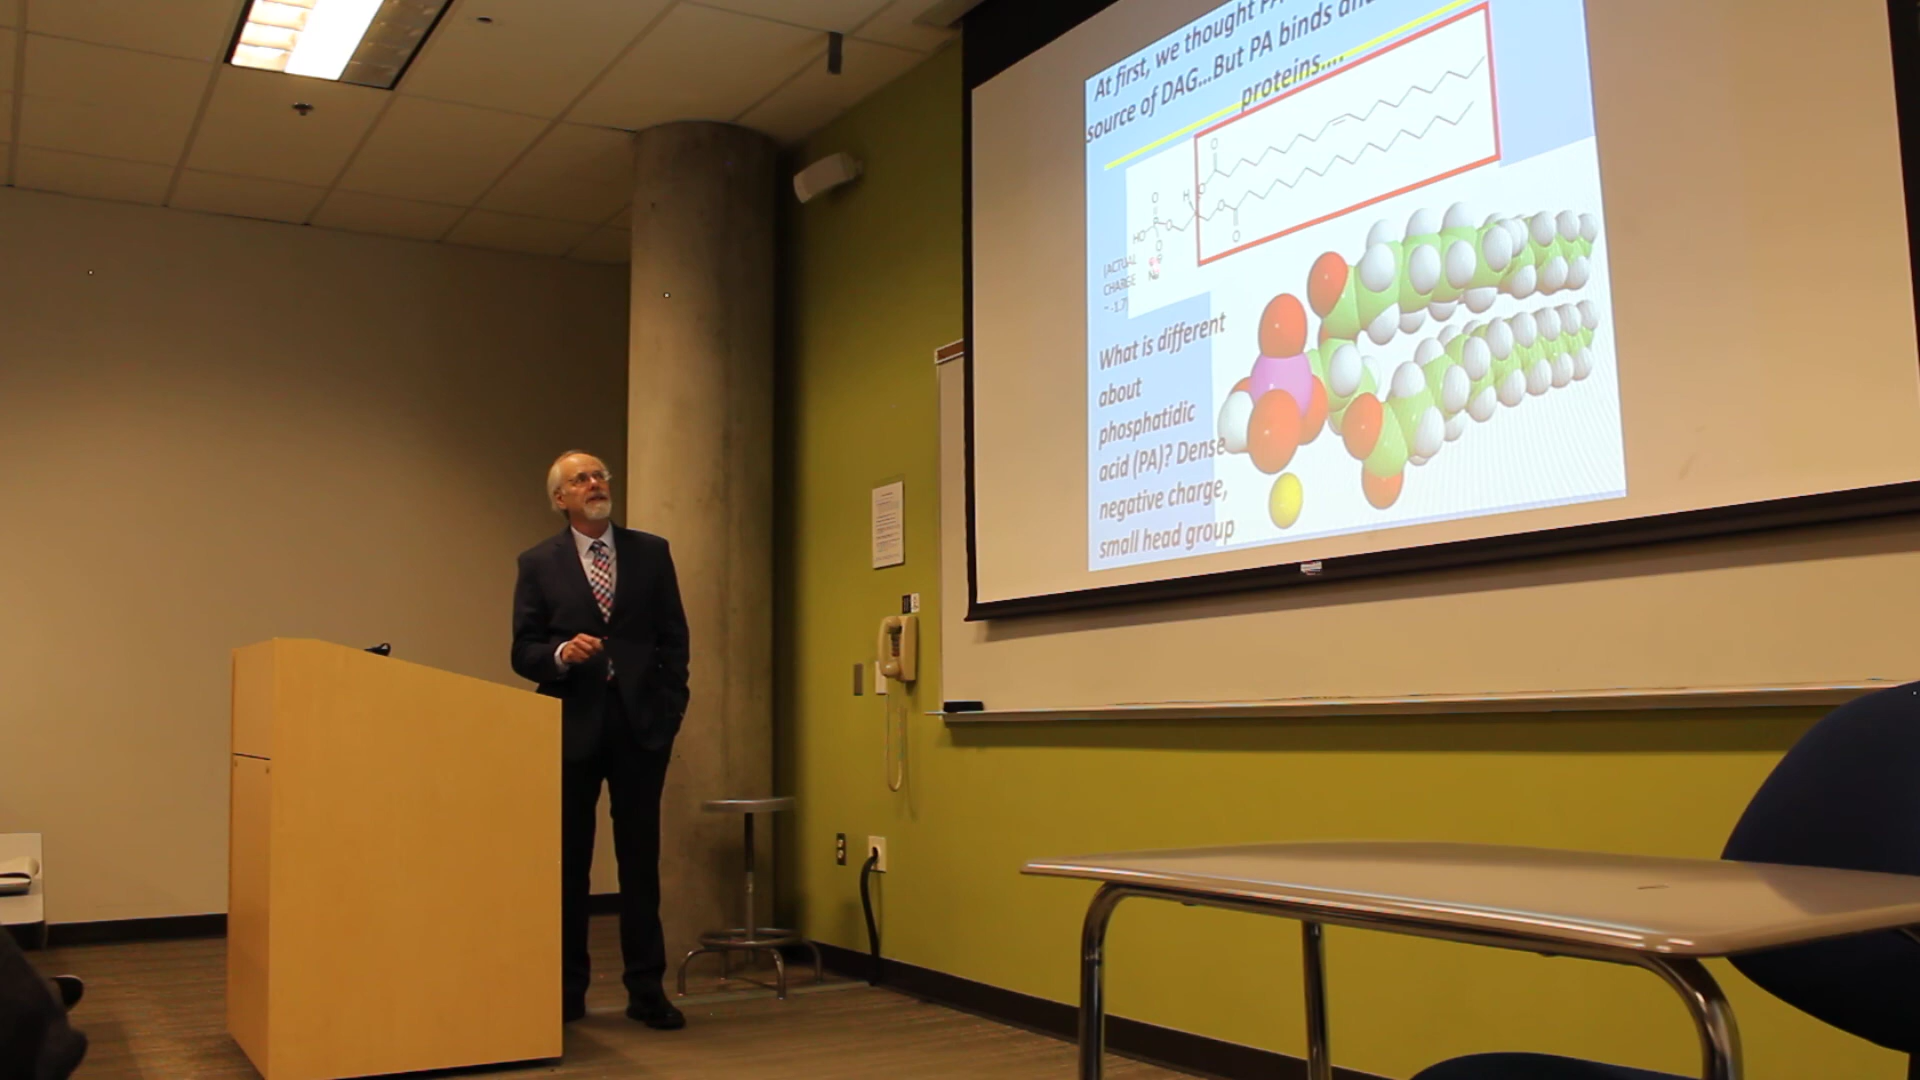 At first, we thought PA
source of DAG...But PA binds and
proteins....
O
O
H
O
O
P
O
HO
O
O
(ACTUAL
CHARGE
~ -1.7)
Na
What is different
about
phosphatidic
acid (PA)? Dense
negative charge,
small head group